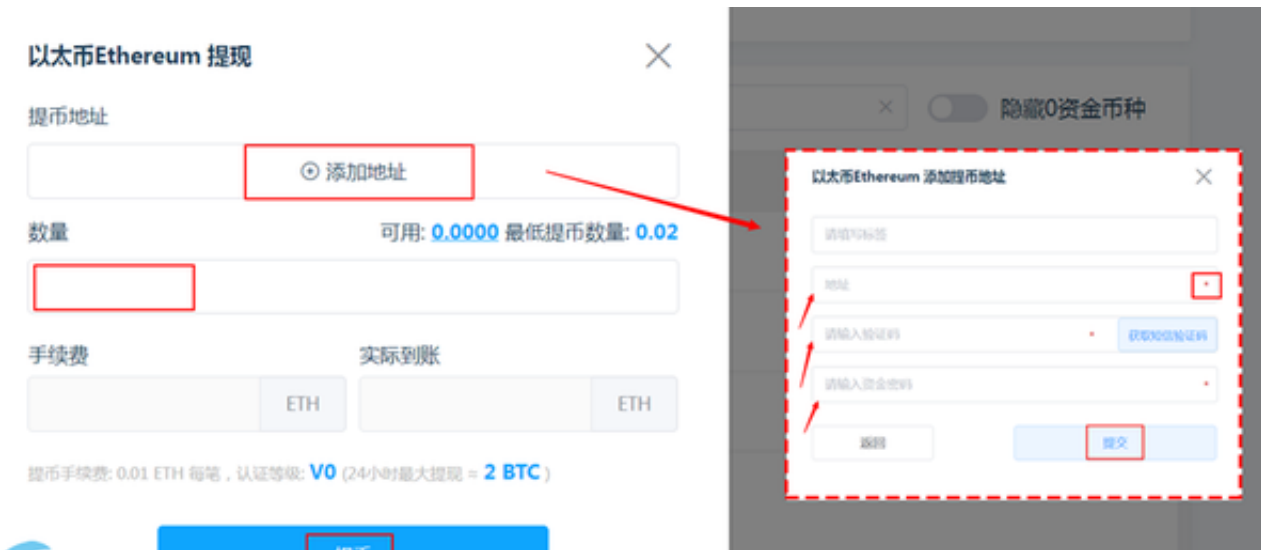 以太币Ethereum 提现
提币地址
添加地址
数量 可用: 0.0000 最低提币数量: 0.02
手续费 实际到账
ETH ETH
提币手续费: 0.01 ETH 每笔 , 认证等级: V0 (24小时最大提现 ≈ 2 BTC )
提币
隐藏0资金币种
以太币Ethereum 添加提币地址
请填写标签
地址 *
请输入验证码 * 获取短信验证码
请输入资金密码 *
返回 提交